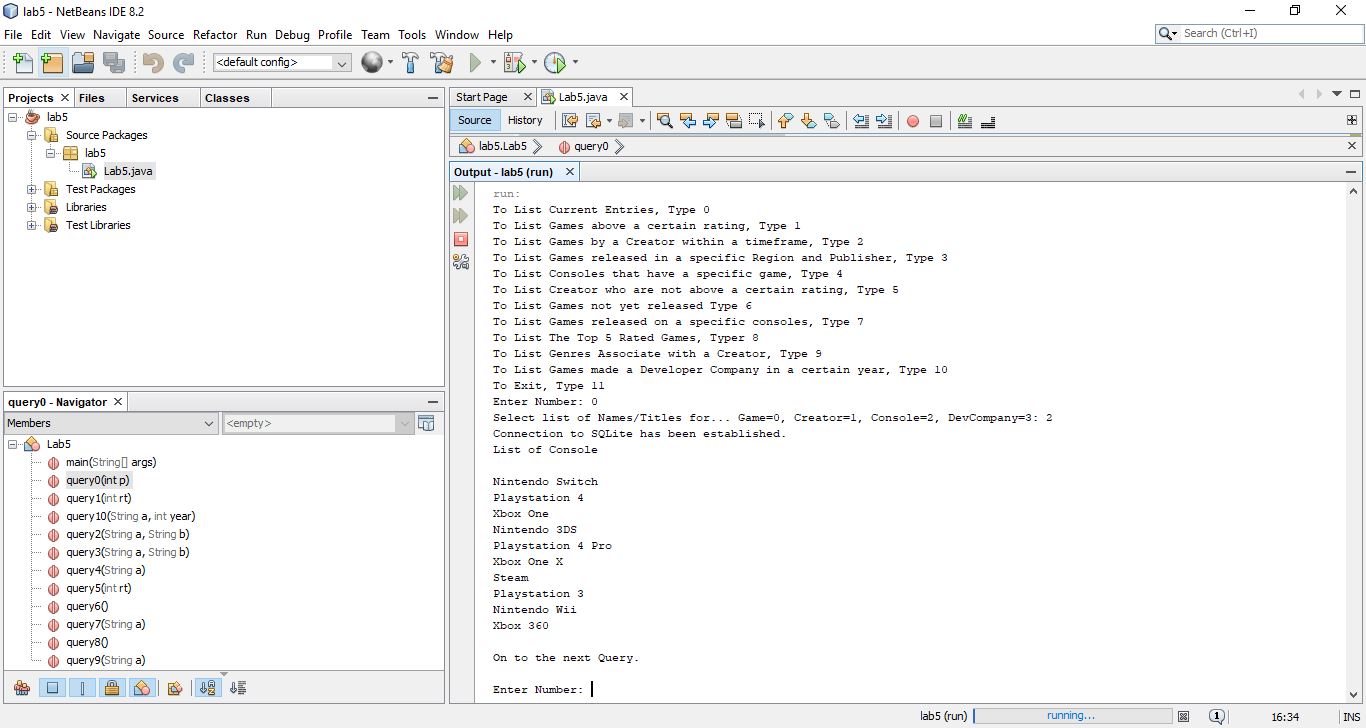 lab5 - NetBeans IDE 8.2
File Edit View Navigate Source Refactor Run Debug Profile Team Tools Window Help
Search (Ctrl+I)
<default config>
Projects Files Services Classes
lab5
Source Packages
lab5
Lab5.java
Test Packages
Libraries
Test Libraries
query0 - Navigator
Members
<empty>
Lab5
main(String[] args)
query0(int p)
query1(int rt)
query10(String a, int year)
query2(String a, String b)
query3(String a, String b)
query4(String a)
query5(int rt)
query6()
query7(String a)
query8()
query9(String a)
Start Page Lab5.java
Source History
lab5.Lab5 query0
Output - lab5 (run)
run:
To List Current Entries, Type 0
To List Games above a certain rating, Type 1
To List Games by a Creator within a timeframe, Type 2
To List Games released in a specific Region and Publisher, Type 3
To List Consoles that have a specific game, Type 4
To List Creator who are not above a certain rating, Type 5
To List Games not yet released Type 6
To List Games released on a specific consoles, Type 7
To List The Top 5 Rated Games, Typer 8
To List Genres Associate with a Creator, Type 9
To List Games made a Developer Company in a certain year, Type 10
To Exit, Type 11
Enter Number: 0
Select list of Names/Titles for... Game=0, Creator=1, Console=2, DevCompany=3: 2
Connection to SQLite has been established.
List of Console
Nintendo Switch
Playstation 4
Xbox One
Nintendo 3DS
Playstation 4 Pro
Xbox One X
Steam
Playstation 3
Nintendo Wii
Xbox 360
On to the next Query.
Enter Number:
lab5 (run) running... 1 16:34 INS